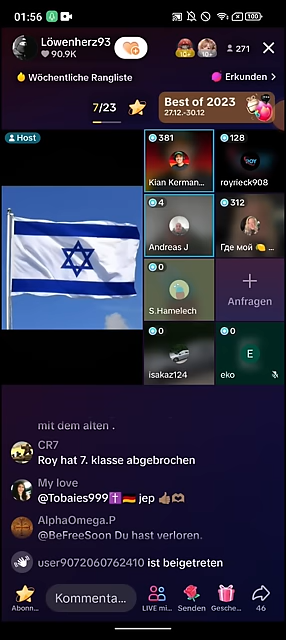 01:56
100
Löwenherz93
90.9K
10+
10+
271
Wöchentliche Rangliste
Erkunden >
7/23
Best of 2023
27.12.-30.12
Host
381
Kian Kerman...
128
ROY
royrieck908
4
Andreas J
312
Где мой 🍋 ...
0
S.Hamelech
+
Anfragen
0
isakaz124
0
E
eko
mit dem alten .
CR7
Roy hat 7. klasse abgebrochen
My love
@Tobaies999✝️🇩🇪 jep 👍🏽🫶🏽
AlphaOmega.P
@BeFreeSoon Du hast verloren.
user9072060762410 ist beigetreten
Abonn...
Kommenta...
LIVE mi...
Senden
Gesche...
46